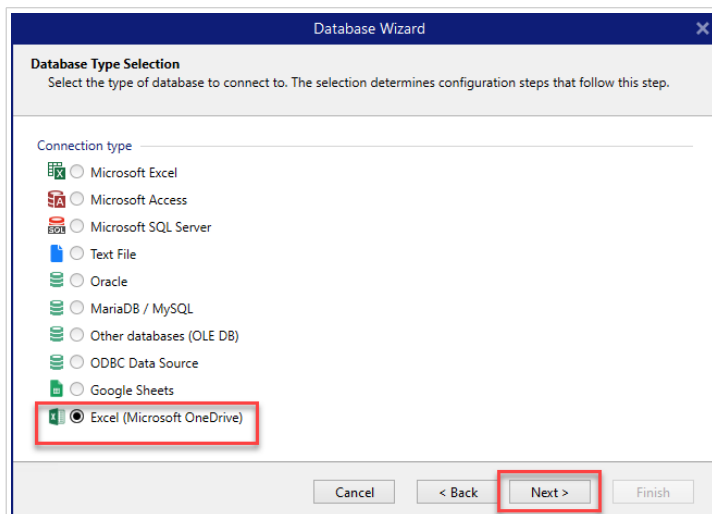 Database Wizard
Database Type Selection
Select the type of database to connect to. The selection determines configuration steps that follow this step.
Connection type
Microsoft Excel
Microsoft Access
SQL Microsoft SQL Server
Text File
Oracle
MariaDB / MySQL
Other databases (OLE DB)
ODBC Data Source
Google Sheets
Excel (Microsoft OneDrive)
Cancel < Back Next > Finish